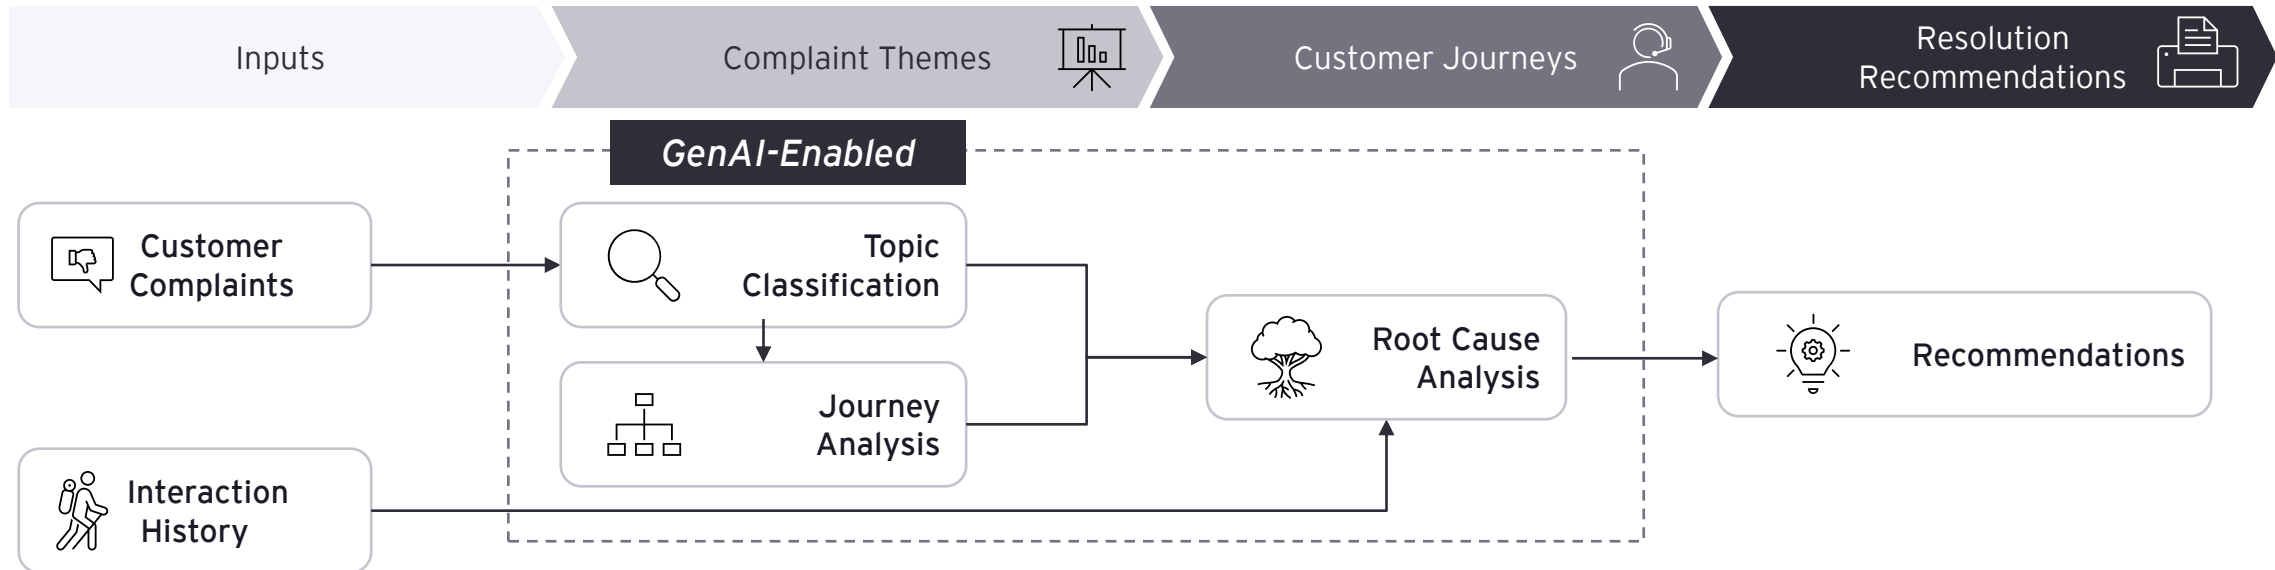 Inputs
Complaint Themes
Customer Journeys
Resolution
Recommendations
GenAI-Enabled
Customer
Complaints
Topic
Classification
Journey
Analysis
Root Cause
Analysis
Recommendations
Interaction
History